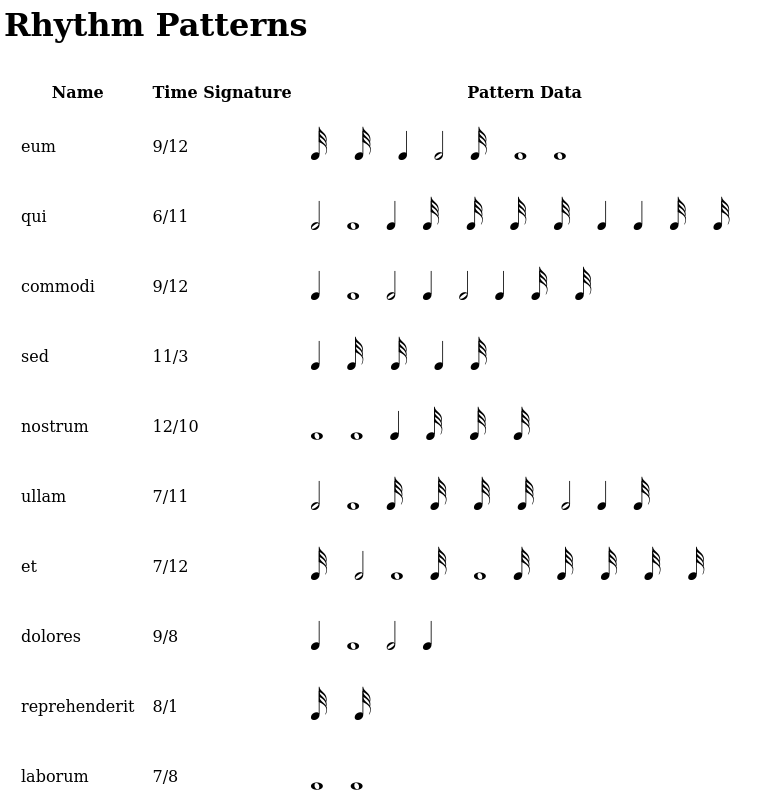 Rhythm Patterns
Name Time Signature Pattern Data
eum 9/12 𝅘𝅥𝅰 𝅘𝅥𝅰 𝅘𝅥 𝅗𝅥 𝅘𝅥𝅰 𝅝 𝅝
qui 6/11 𝅗𝅥 𝅝 𝅘𝅥 𝅘𝅥𝅰 𝅘𝅥𝅰 𝅘𝅥𝅰 𝅘𝅥𝅰 𝅘𝅥 𝅘𝅥 𝅘𝅥𝅰 𝅘𝅥𝅰
commodi 9/12 𝅘𝅥 𝅝 𝅗𝅥 𝅘𝅥 𝅗𝅥 𝅘𝅥 𝅘𝅥𝅰 𝅘𝅥𝅰
sed 11/3 𝅘𝅥 𝅘𝅥𝅰 𝅘𝅥𝅰 𝅘𝅥 𝅘𝅥𝅰
nostrum 12/10 𝅝 𝅝 𝅘𝅥 𝅘𝅥𝅰 𝅘𝅥𝅰 𝅘𝅥𝅰
ullam 7/11 𝅗𝅥 𝅝 𝅘𝅥𝅰 𝅘𝅥𝅰 𝅘𝅥𝅰 𝅘𝅥𝅰 𝅗𝅥 𝅘𝅥 𝅘𝅥𝅰
et 7/12 𝅘𝅥𝅰 𝅗𝅥 𝅝 𝅘𝅥𝅰 𝅝 𝅘𝅥𝅰 𝅘𝅥𝅰 𝅘𝅥𝅰 𝅘𝅥𝅰 𝅘𝅥𝅰
dolores 9/8 𝅘𝅥 𝅝 𝅗𝅥 𝅘𝅥
reprehenderit 8/1 𝅘𝅥𝅰 𝅘𝅥𝅰
laborum 7/8 𝅝 𝅝